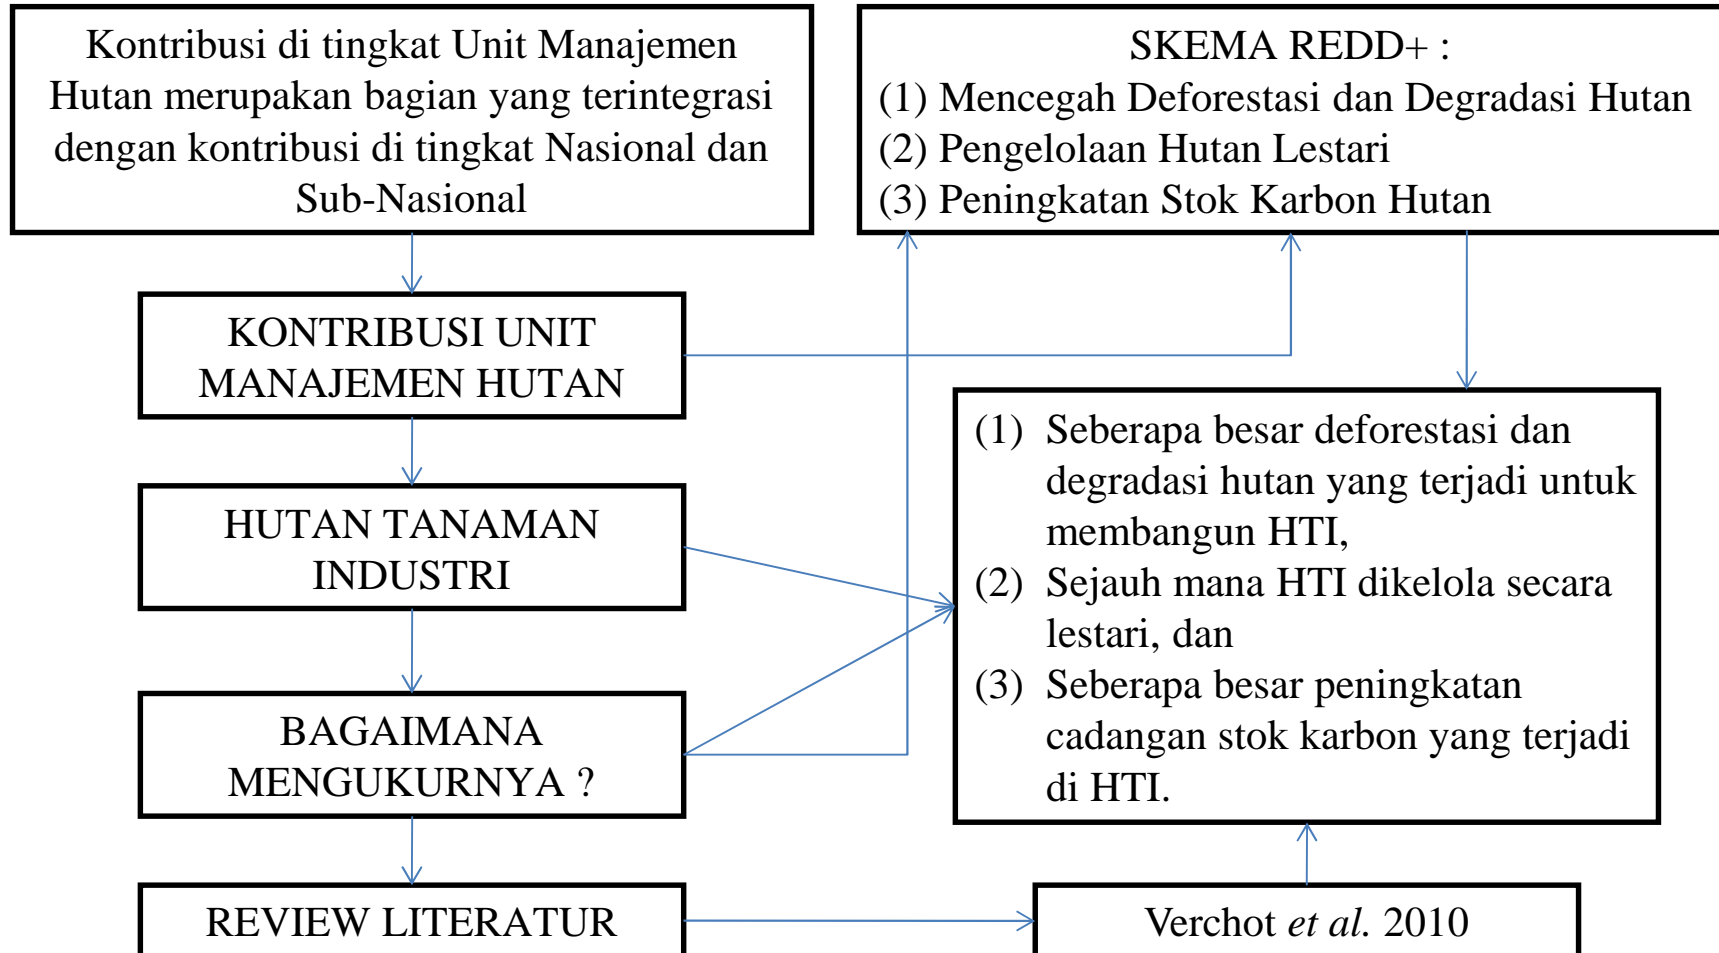 Kontribusi di tingkat Unit Manajemen
Hutan merupakan bagian yang terintegrasi
dengan kontribusi di tingkat Nasional dan
Sub-Nasional
SKEMA REDD+ :
(1) Mencegah Deforestasi dan Degradasi Hutan
(2) Pengelolaan Hutan Lestari
(3) Peningkatan Stok Karbon Hutan
KONTRIBUSI UNIT
MANAJEMEN HUTAN
HUTAN TANAMAN
INDUSTRI
(1) Seberapa besar deforestasi dan
degradasi hutan yang terjadi untuk
membangun HTI,
(2) Sejauh mana HTI dikelola secara
lestari, dan
(3) Seberapa besar peningkatan
cadangan stok karbon yang terjadi
di HTI.
BAGAIMANA
MENGUKURNYA ?
REVIEW LITERATUR
Verchot et al. 2010